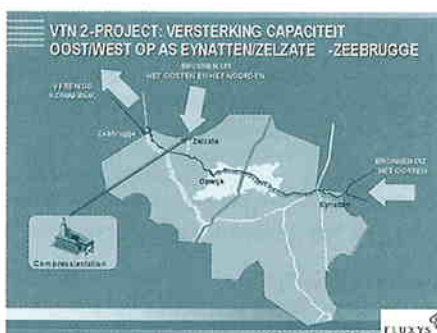 VTN 2-PROJECT: VERSTERKING CAPACITEIT
OOST/WEST OP AS EYNATTEN/ZELZATE -ZEEBRUGGE
BRONNEN UIT
HET OOSTEN EN HET NOORDEN
VERENIGD
KONINKRIJK
Zeebrugge
Zelzate
Opwijk
BRONNEN UIT
HET OOSTEN
Eynatten
Compressiestation
FLUXYS